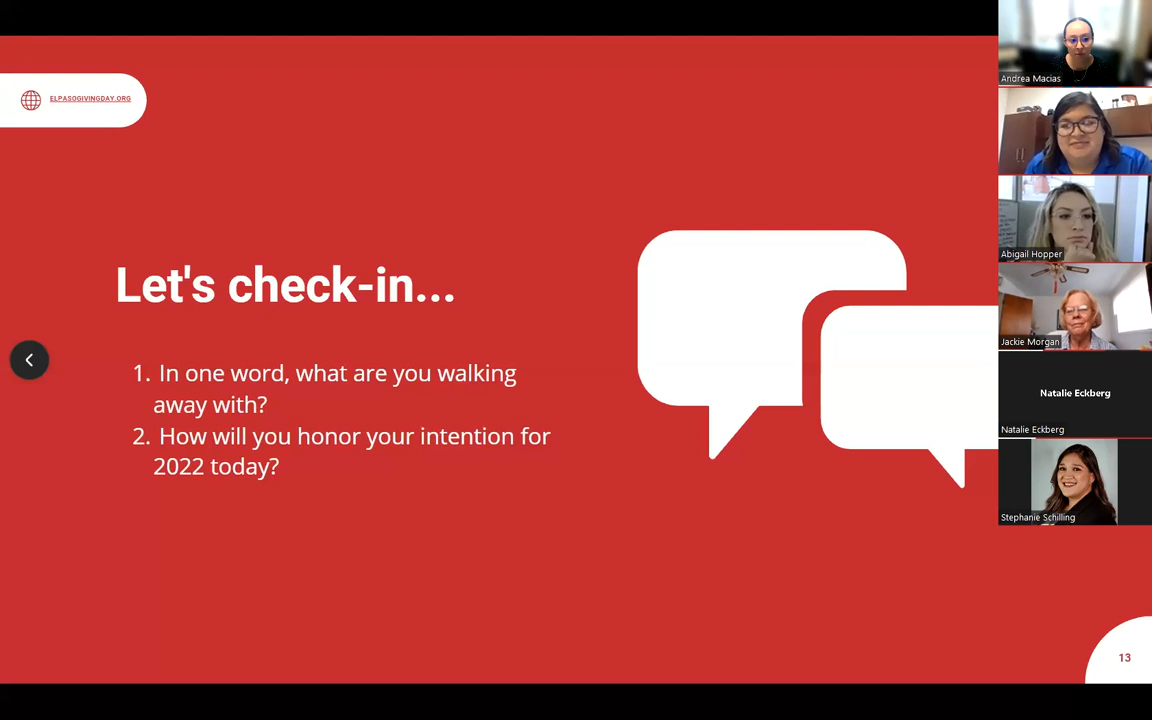 ELPASOGIVINGDAY.ORG
Let's check-in...
1. In one word, what are you walking
away with?
2. How will you honor your intention for
2022 today?
13
Andrea Macias
Abigail Hopper
Jackie Morgan
Natalie Eckberg
Natalie Eckberg
Stephanie Schilling